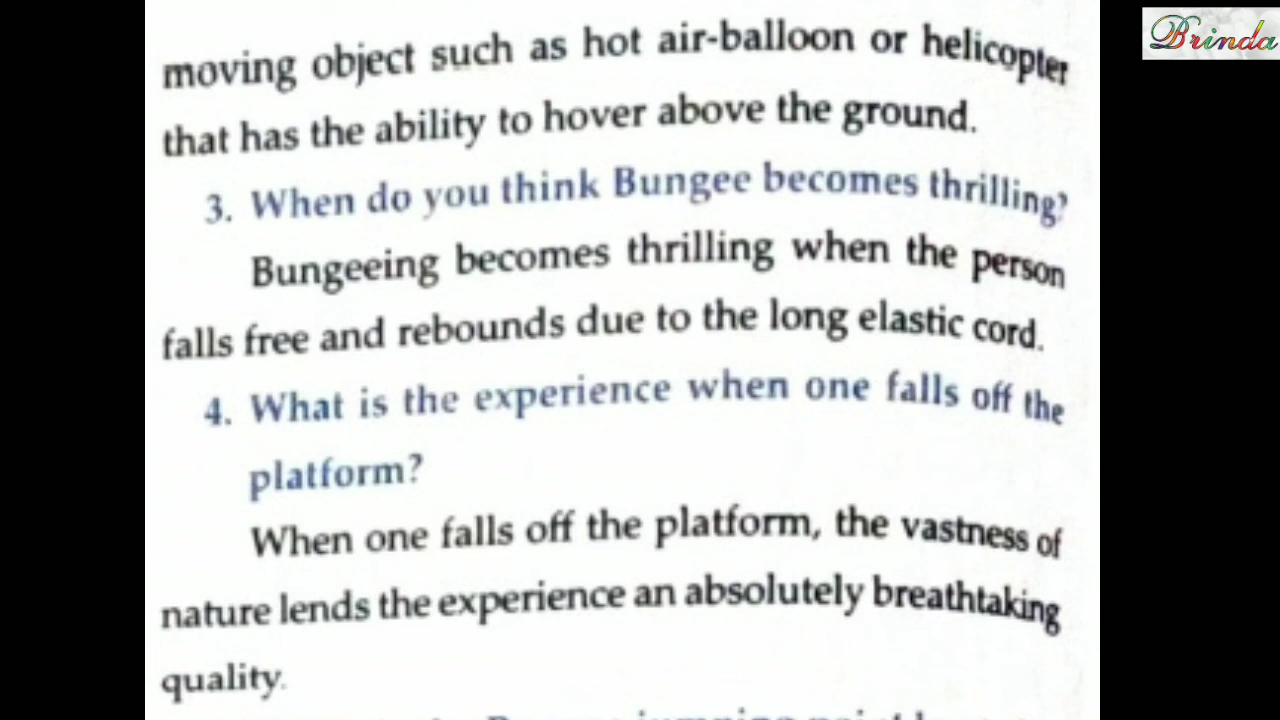 Brinda
moving object such as hot air-balloon or helicopter
that has the ability to hover above the ground.
3. When do you think Bungee becomes thrilling?
Bungeeing becomes thrilling when the person
falls free and rebounds due to the long elastic cord.
4. What is the experience when one falls off the
platform?
When one falls off the platform, the vastness of
nature lends the experience an absolutely breathtaking
quality.